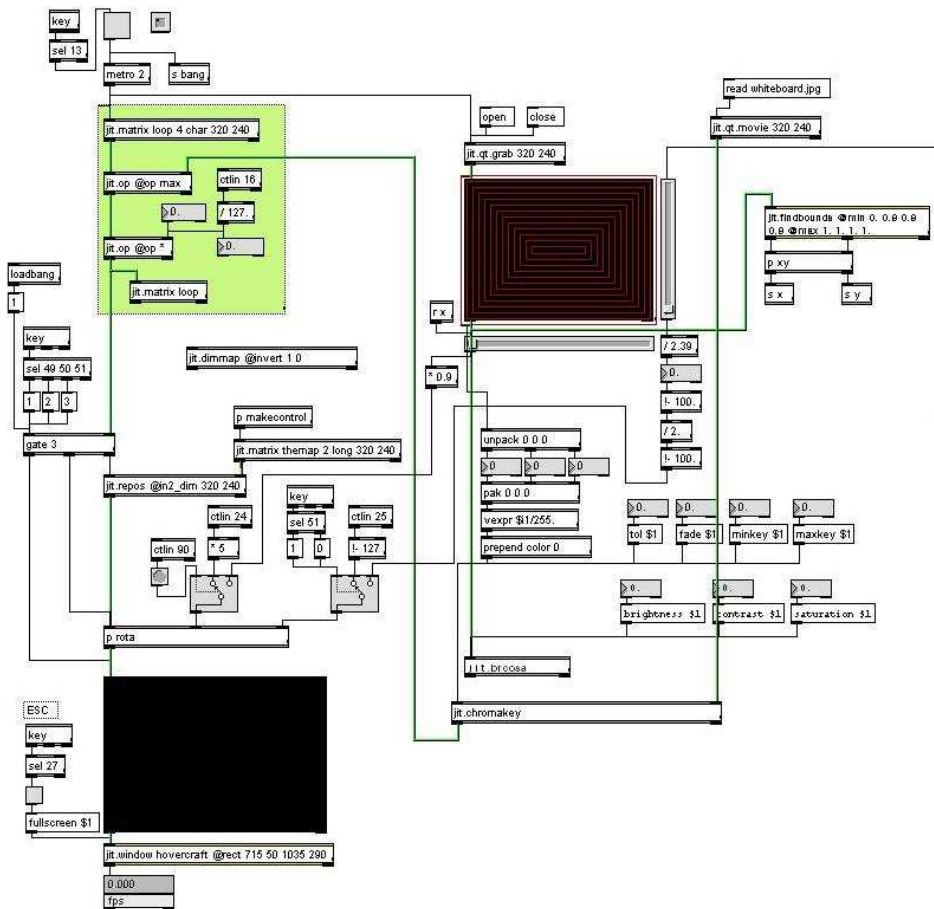 key
sel 13
metro 2
s bang
read whiteboard.jpg
open
close
jit.matrix loop 4 char 320 240
jit.qt.movie 320 240
jit.qt.grab 320 240
jit.op @op max
ctlin 16
0.
/ 127.
jit.findbounds @min 0. 0.9 0.9
0.9 @max 1. 1. 1. 1.
jit.op @op *
0.
p xy
loadbang
jit.matrix loop
s x
s y
1
r x
key
/ 2.39
jit.dimmap @invert 1 0
sel 49 50 51
* 0.9
0.
1
2
3
!- 100.
p makecontrol
/ 2.
gate 3
unpack 0 0 0
jit.matrix themap 2 long 320 240
!- 100.
0
0
0
jit.repos @in2_dim 320 240
key
pak 0 0 0
0.
0.
0.
0.
ctlin 24
sel 51
ctlin 25
vexpr $i1/255.
tol $1
fade $1
minkey $1
maxkey $1
ctlin 90
* 5
1
0
!- 127
prepend color 0
0.
0.
0.
brightness $1
contrast $1
saturation $1
p rota
jit.brcosa
ESC
jit.chromakey
key
sel 27
fullscreen $1
jit.window hovercraft @rect 715 50 1035 290
0.000
fps